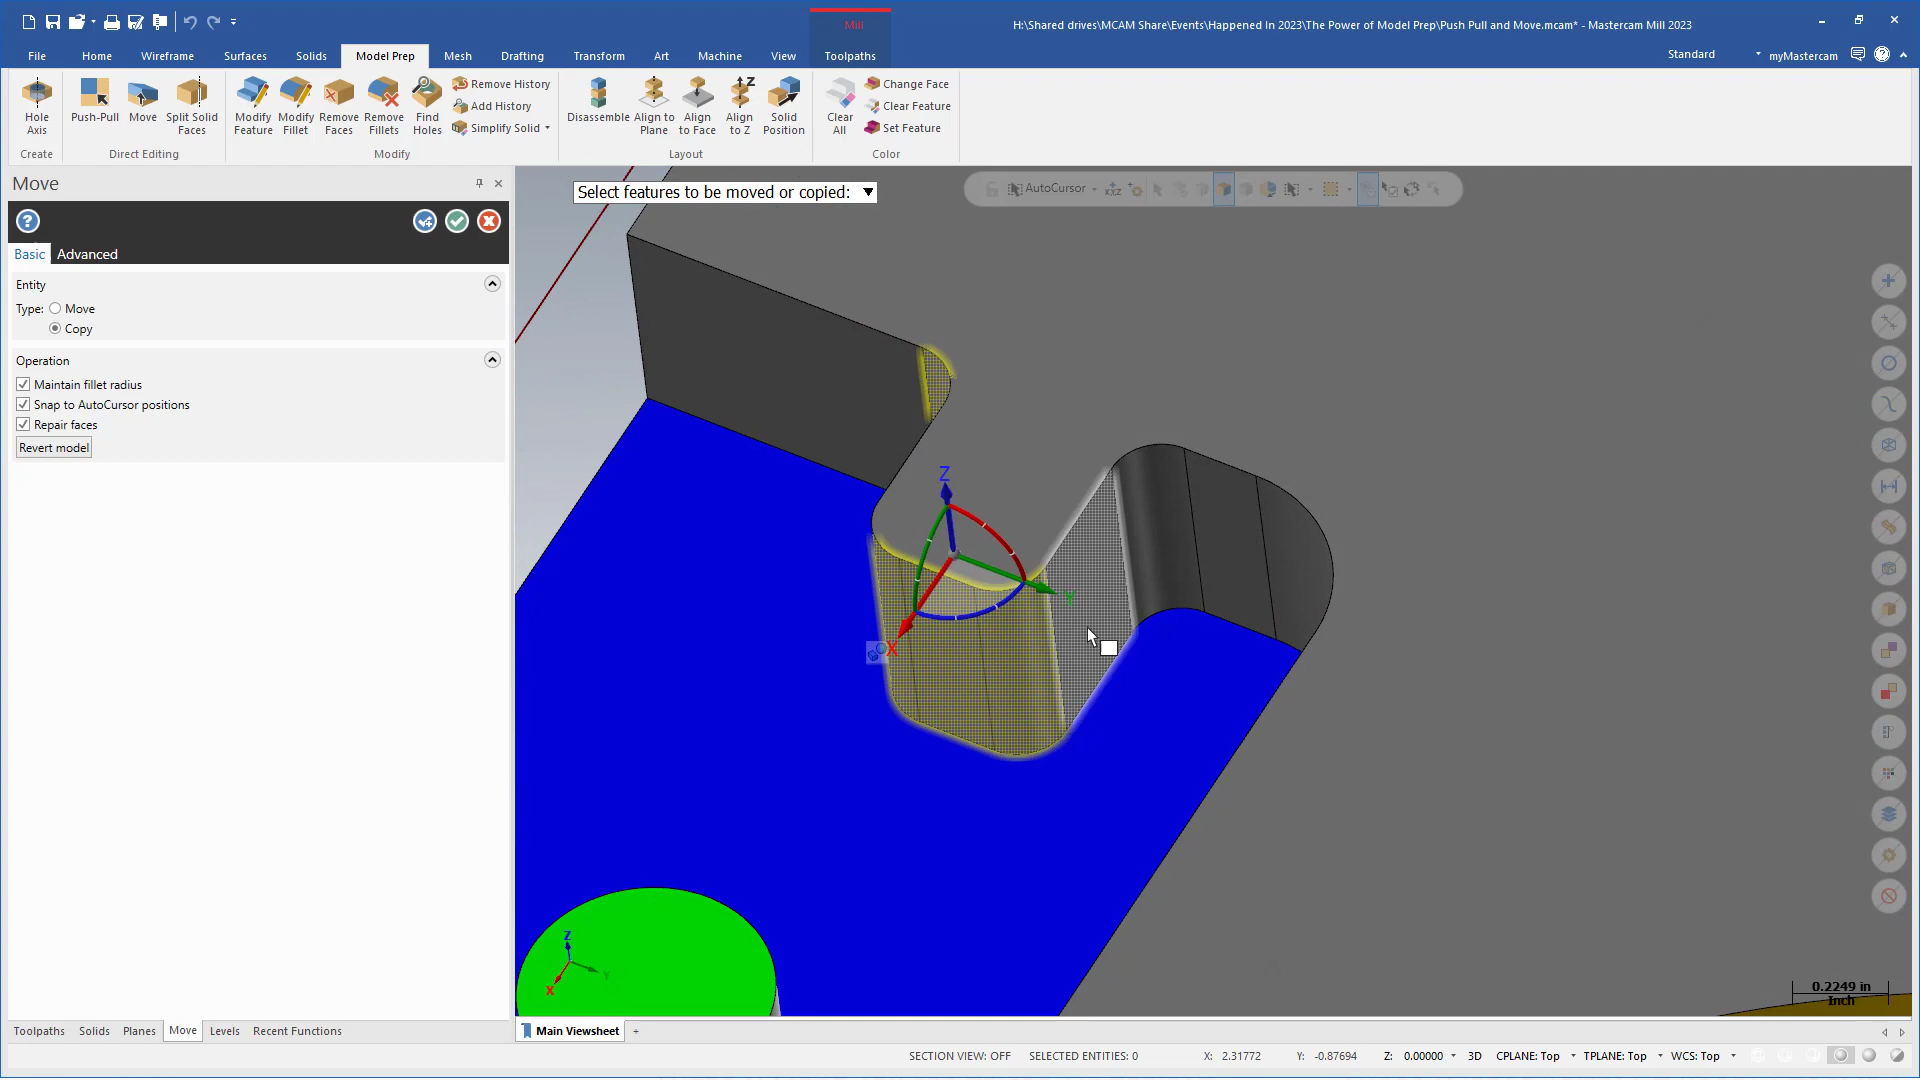 Mill
H:\Shared drives\MCAM Share\Events\Happened In 2023\The Power of Model Prep\Push Pull and Move.mcam* - Mastercam Mill 2023
File Home Wireframe Surfaces Solids Model Prep Mesh Drafting Transform Art Machine View Toolpaths
Standard myMastercam
Hole Axis
Push-Pull
Move
Split Solid Faces
Modify Feature
Modify Fillet
Remove Faces
Remove Fillets
Find Holes
Remove History
Add History
Simplify Solid
Disassemble
Align to Plane
Align to Face
Align to Z
Solid Position
Clear All
Change Face
Clear Feature
Set Feature
Create Direct Editing Modify Layout Color
Move
Basic Advanced
Entity
Type: Move
Copy
Operation
Maintain fillet radius
Snap to AutoCursor positions
Repair faces
Revert model
Select features to be moved or copied:
AutoCursor
Z
Y
X
Z
Y
X
0.2249 in
Inch
Toolpaths Solids Planes Move Levels Recent Functions
Main Viewsheet +
SECTION VIEW: OFF SELECTED ENTITIES: 0 X: 2.31772 Y: -0.87694 Z: 0.00000 3D CPLANE: Top TPLANE: Top WCS: Top